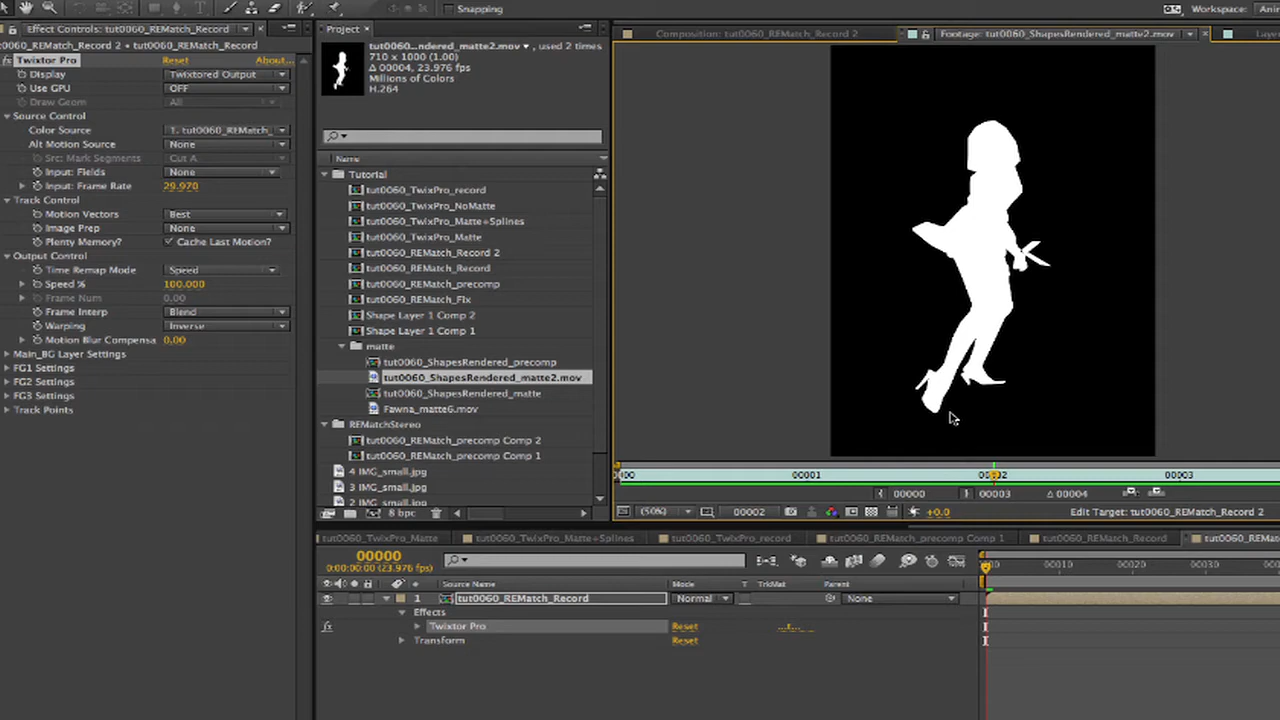 Snapping
Workspace:
Effect Controls: tut0060_REMatch_Record
tut0060_REMatch_Record 2 • tut0060_REMatch_Record
Twixtor Pro Reset About...
Display Twixtored Output
Use GPU OFF
Draw Geom All
Source Control
Color Source 1. tut0060_REMatch_
Alt Motion Source None
Src: Mark Segments Cut A
Input: Fields None
Input: Frame Rate 29.970
Track Control
Motion Vectors Best
Image Prep None
Plenty Memory? Cache Last Motion?
Output Control
Time Remap Mode Speed
Speed % 100.000
Frame Num 0.00
Frame Interp Blend
Warping Inverse
Motion Blur Compensa 0.00
Main_BG Layer Settings
FG1 Settings
FG2 Settings
FG3 Settings
Track Points
Project
tut0060...ndered_matte2.mov, used 2 times
710 x 1000 (1.00)
Δ 00004, 23.976 fps
Millions of Colors
H.264
Name
Tutorial
tut0060_TwixPro_record
tut0060_TwixPro_NoMatte
tut0060_TwixPro_Matte+Splines
tut0060_TwixPro_Matte
tut0060_REMatch_Record 2
tut0060_REMatch_Record
tut0060_REMatch_precomp
tut0060_REMatch_Fix
Shape Layer 1 Comp 2
Shape Layer 1 Comp 1
matte
tut0060_ShapesRendered_precomp
tut0060_ShapesRendered_matte2.mov
tut0060_ShapesRendered_matte
Fawna_matte6.mov
REMatchStereo
tut0060_REMatch_precomp Comp 2
tut0060_REMatch_precomp Comp 1
4 IMG_small.jpg
3 IMG_small.jpg
2 IMG_small.jpg
8 bpc
Composition: tut0060_REMatch_Record 2
Footage: tut0060_ShapesRendered_matte2.mov
00001 00002 00003
00000 00003 Δ 00004
(50%) 00002 +0.0 Edit Target: tut0060_REMatch_Record 2
tut0060_TwixPro_Matte tut0060_TwixPro_Matte+Splines tut0060_TwixPro_record tut0060_REMatch_precomp Comp 1 tut0060_REMatch_Record tut0060_REMa
00000
0:00:00:00 (23.976 fps)
00010 00020 00030
Source Name Mode T TrkMat Parent
1 tut0060_REMatch_Record Normal None
Effects
Twixtor Pro Reset
Transform Reset